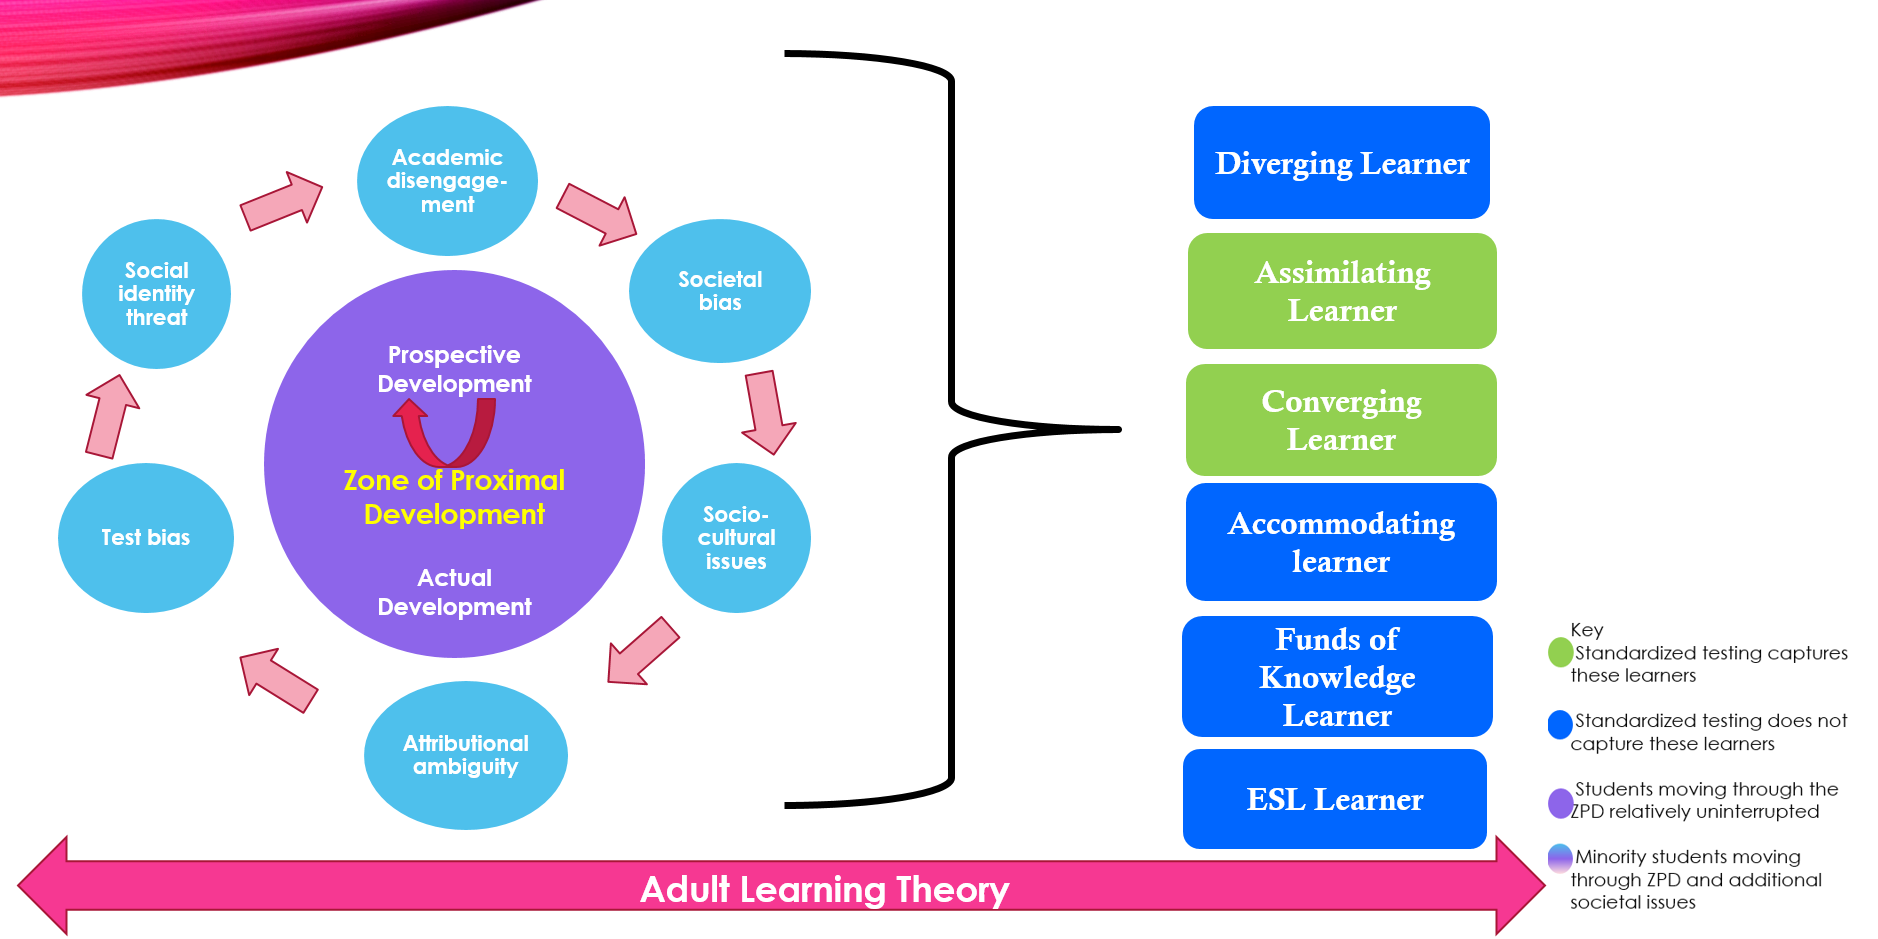 Academic
disengage-
ment
Social
identity
threat
Societal
bias
Prospective
Development
Zone of Proximal
Development
Actual
Development
Test bias
Socio-
cultural
issues
Attributional
ambiguity
Diverging Learner
Assimilating
Learner
Converging
Learner
Accommodating
learner
Funds of
Knowledge
Learner
ESL Learner
Key
Standardized testing captures
these learners
Standardized testing does not
capture these learners
Students moving through the
ZPD relatively uninterrupted
Minority students moving
through ZPD and additional
societal issues
Adult Learning Theory